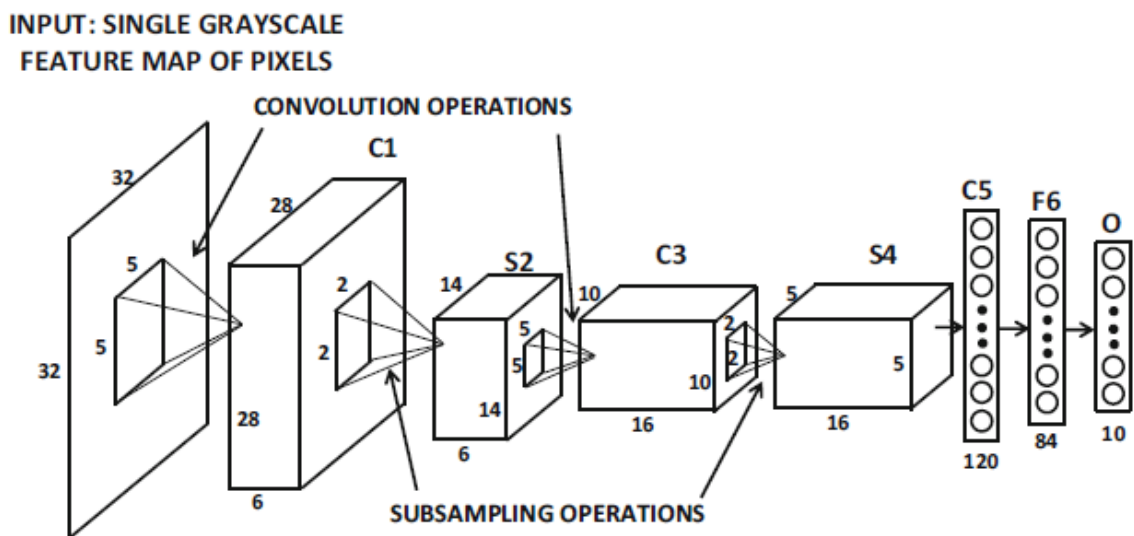 INPUT: SINGLE GRAYSCALE
FEATURE MAP OF PIXELS
CONVOLUTION OPERATIONS
32
32
5
5
C1
28
28
6
2
2
S2
14
14
6
5
5
C3
10
10
16
2
2
S4
5
5
16
C5
120
F6
84
O
10
SUBSAMPLING OPERATIONS